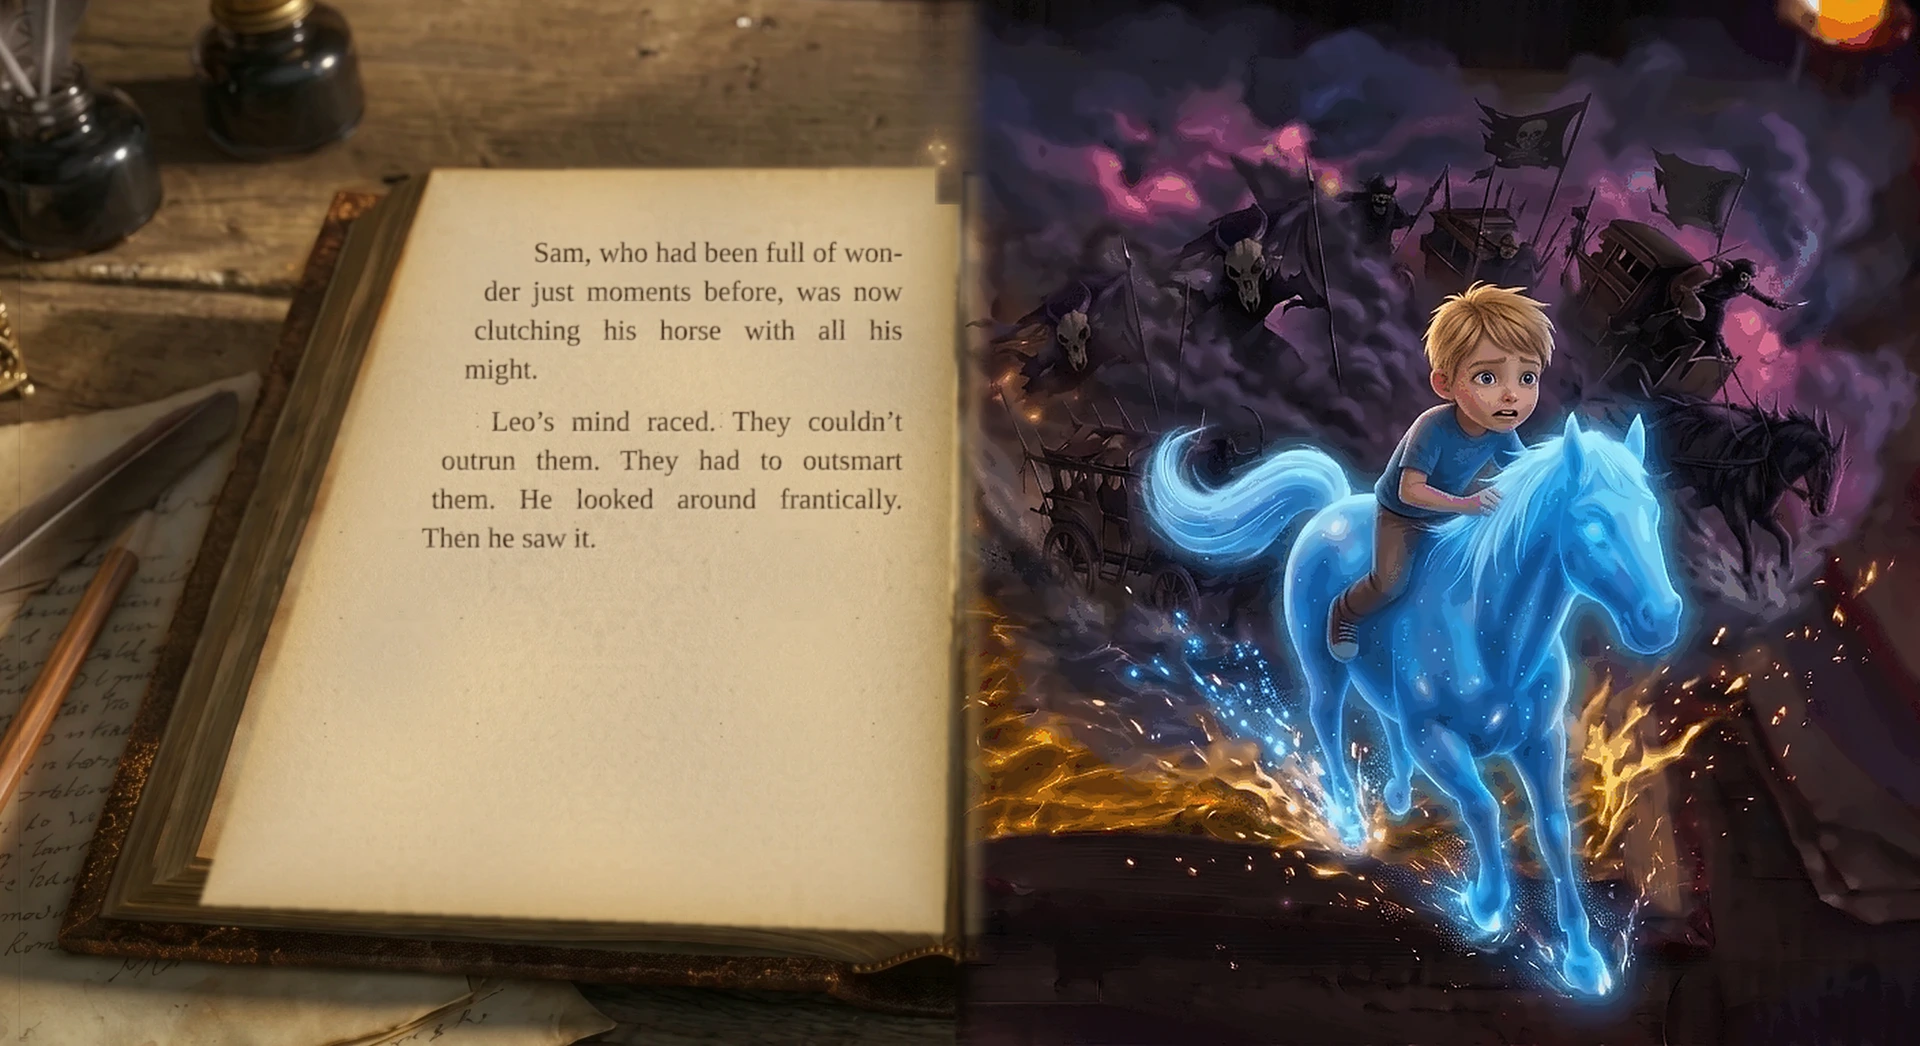 Sam, who had been full of won-
der just moments before, was now
clutching his horse with all his
might.
Leo’s mind raced. They couldn’t
outrun them. They had to outsmart
them. He looked around frantically.
Then he saw it.